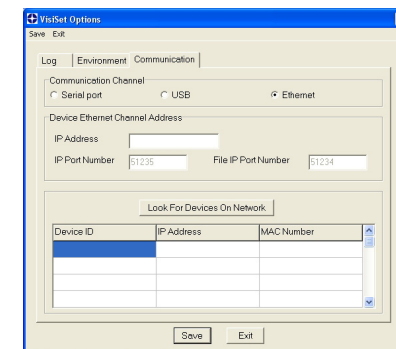 VisiSet Options
Save Exit
Log Environment Communication
Communication Channel
Serial port USB Ethernet
Device Ethernet Channel Address
IP Address
IP Port Number 51235 File IP Port Number 51234
Look For Devices On Network
Device ID IP Address MAC Number
Save Exit